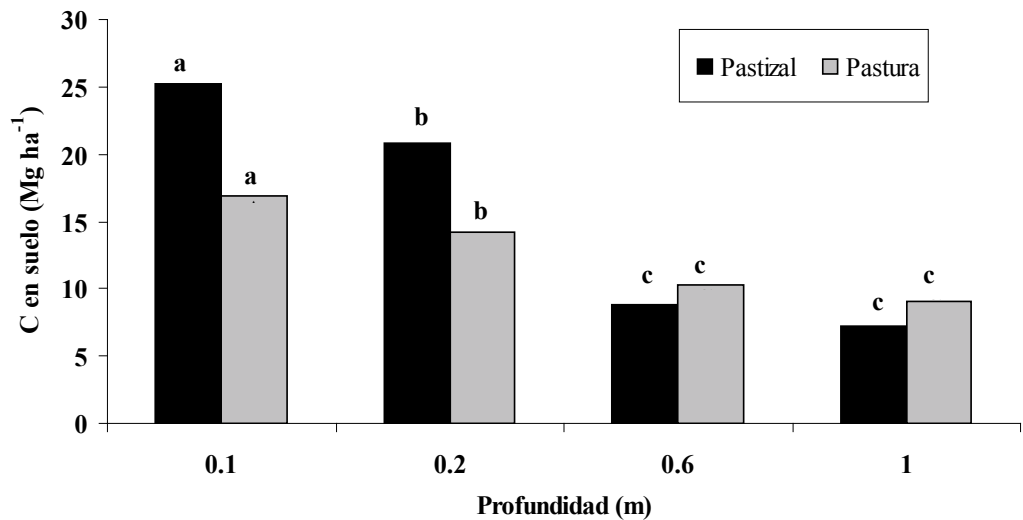 30
25
20
15
10
5
0
C en suelo (Mg ha⁻¹)
Pastizal Pastura
a
a
b
b
c
c
c
c
0.1 0.2 0.6 1
Profundidad (m)